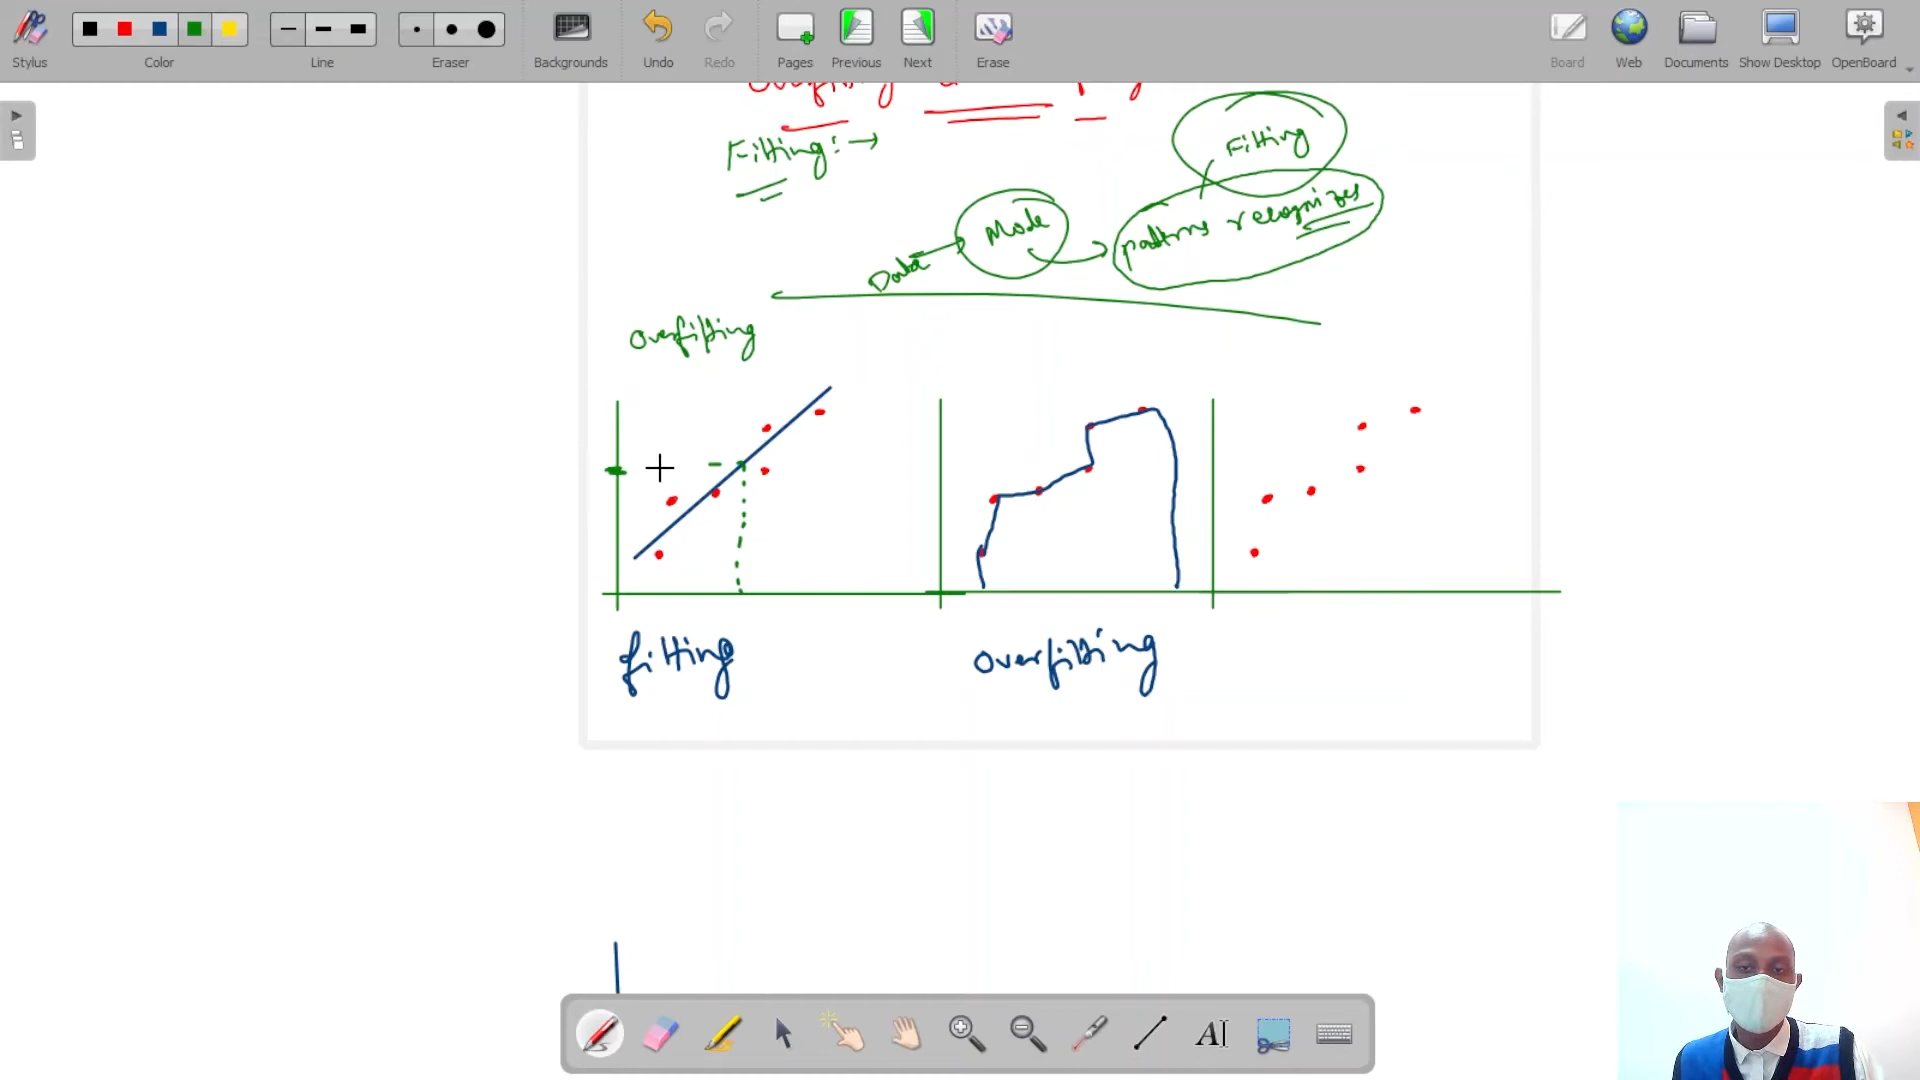 Stylus Color Line Eraser Backgrounds Undo Redo Pages Previous Next Erase Board Web Documents Show Desktop OpenBoard
Fitting:→
Fitting
Data Mode patterns recognizes
Overfitting
fitting overfitting